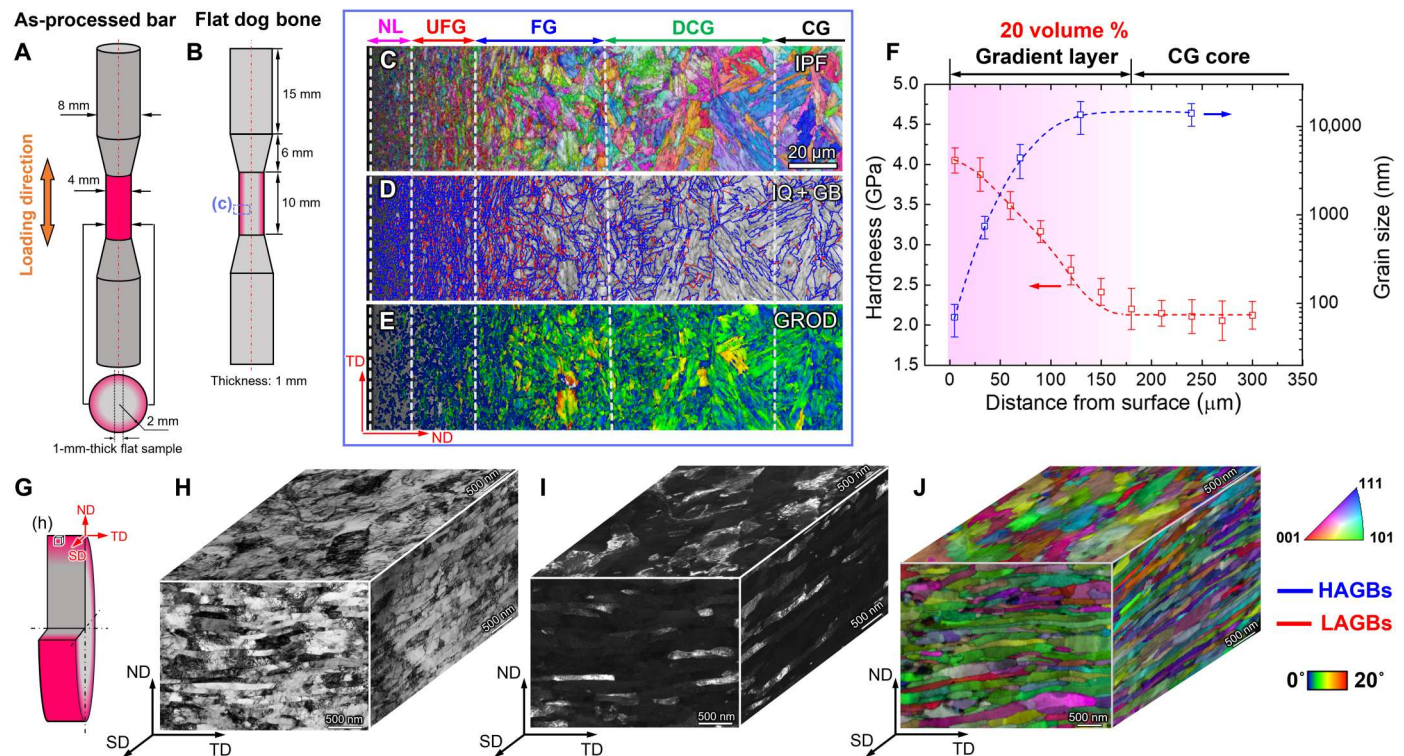 As-processed bar
Flat dog bone
A
B
8 mm
15 mm
6 mm
4 mm
10 mm
(c)
Loading direction
Thickness: 1 mm
2 mm
1-mm-thick flat sample
NL
UFG
FG
DCG
CG
C
IPF
20 µm
D
IQ + GB
E
GROD
TD
ND
F
20 volume %
Gradient layer
CG core
5.0
4.5
4.0
3.5
3.0
2.5
2.0
1.5
Hardness (GPa)
10,000
1000
100
Grain size (nm)
0
50
100
150
200
250
300
350
Distance from surface (µm)
G
(h)
ND
TD
SD
H
500 nm
500 nm
500 nm
ND
SD
TD
I
500 nm
500 nm
500 nm
ND
SD
TD
J
500 nm
500 nm
500 nm
ND
SD
TD
111
001
101
HAGBs
LAGBs
0° 20°